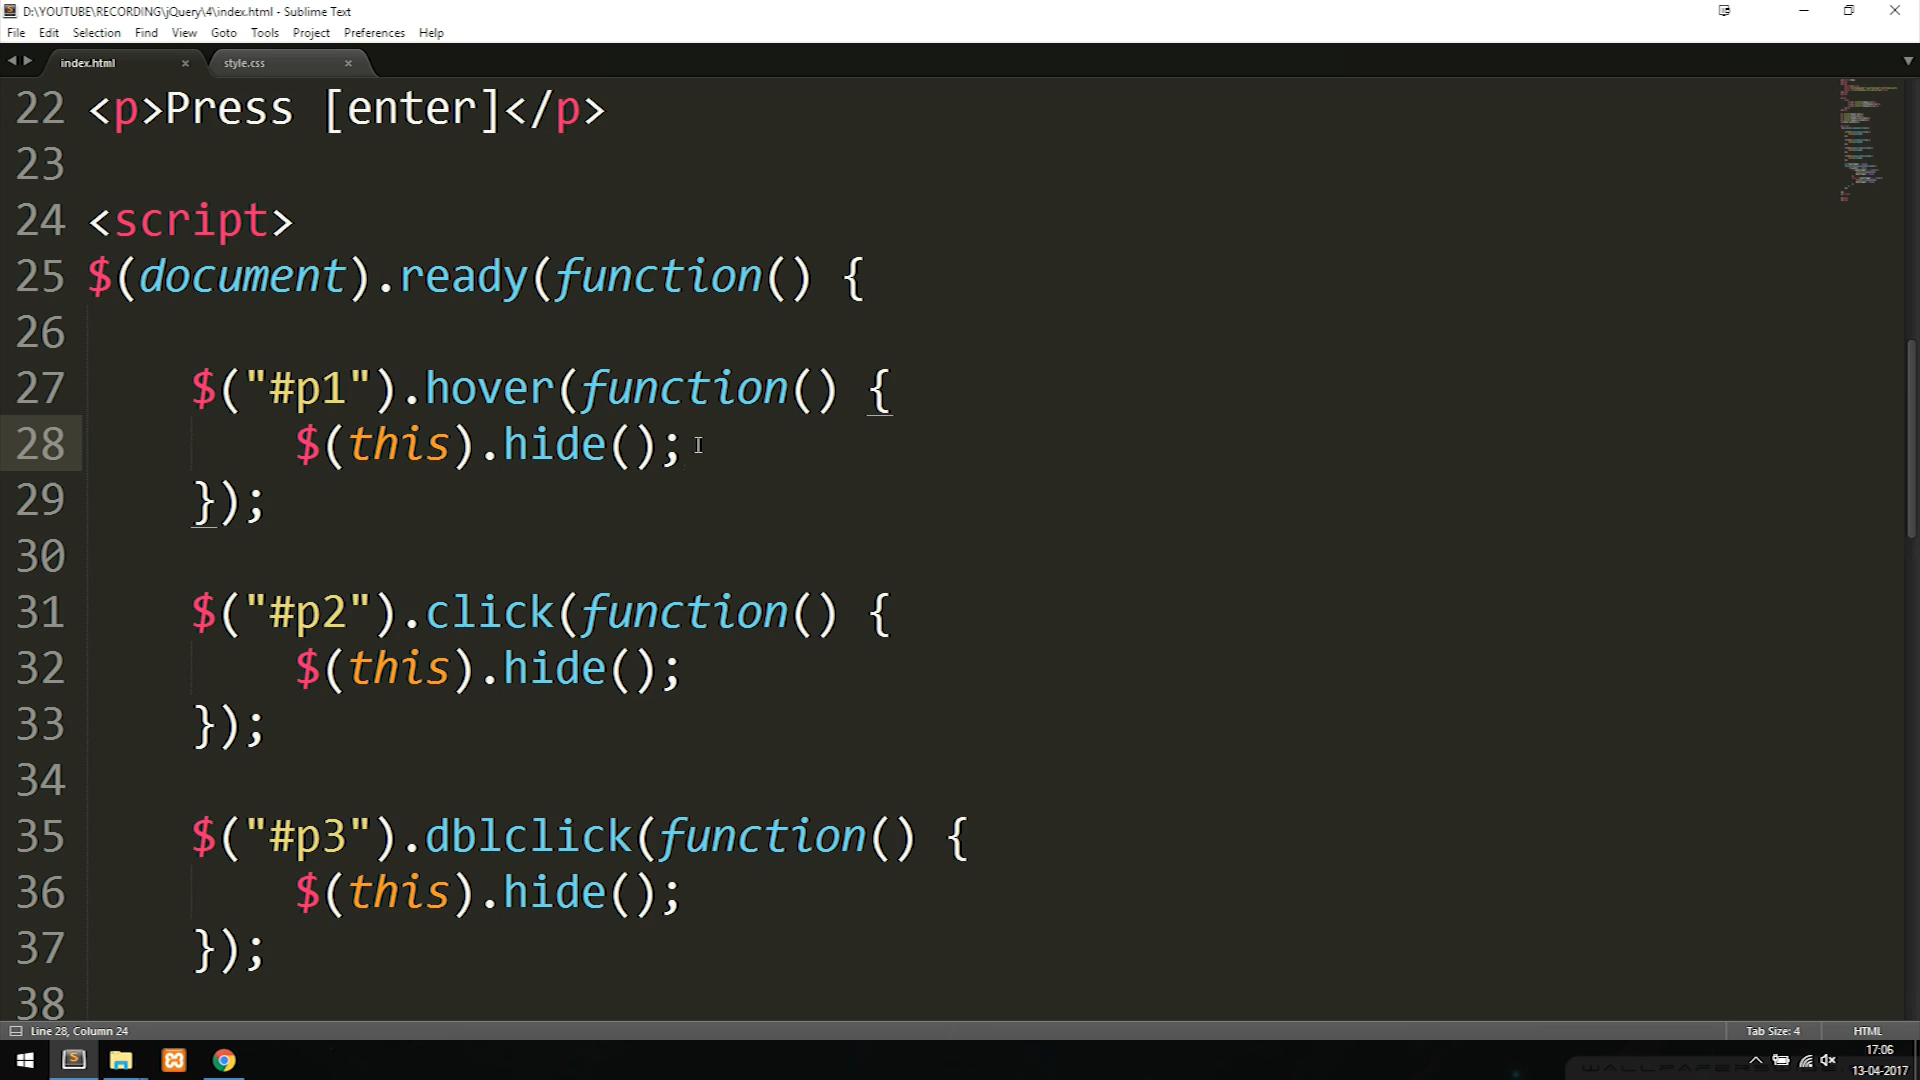 D:\YOUTUBE\RECORDING\jQuery\4\index.html - Sublime Text
File Edit Selection Find View Goto Tools Project Preferences Help
index.html style.css
22 <p>Press [enter]</p>
23
24 <script>
25 $(document).ready(function() {
26
27 $("#p1").hover(function() {
28 $(this).hide();
29 });
30
31 $("#p2").click(function() {
32 $(this).hide();
33 });
34
35 $("#p3").dblclick(function() {
36 $(this).hide();
37 });
38
Line 28, Column 24 Tab Size: 4 HTML
17:06
13-04-2017